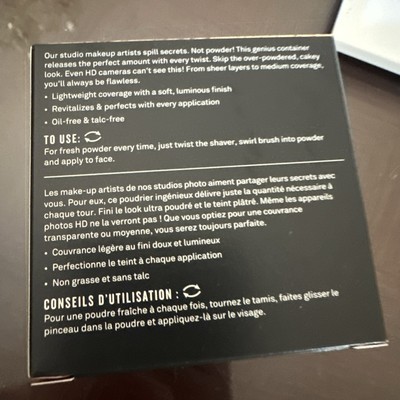 Our studio makeup artists spill secrets. Not powder! This genius container
releases the perfect amount with every twist. Skip the over-powdered, cakey
look. Even HD cameras can't see this! From sheer layers to medium coverage,
you'll always be flawless.
• Lightweight coverage with a soft, luminous finish
• Revitalizes & perfects with every application
• Oil-free & talc-free
TO USE:
For fresh powder every time, just twist the shaver, swirl brush into powder
and apply to face.
Les make-up artists de nos studios photo aiment partager leurs secrets avec
vous. Pour eux, ce poudrier ingénieux délivre juste la quantité nécessaire à
chaque tour. Fini le look ultra poudré et le teint plâtré. Même les appareils
photos HD ne la verront pas ! Que vous optiez pour une couvrance
transparente ou moyenne, vous serez toujours parfaite.
• Couvrance légère au fini doux et lumineux
• Perfectionne le teint à chaque application
• Non grasse et sans talc
CONSEILS D'UTILISATION :
Pour une poudre fraîche à chaque fois, tournez le tamis, faites glisser le
pinceau dans la poudre et appliquez-là sur le visage.